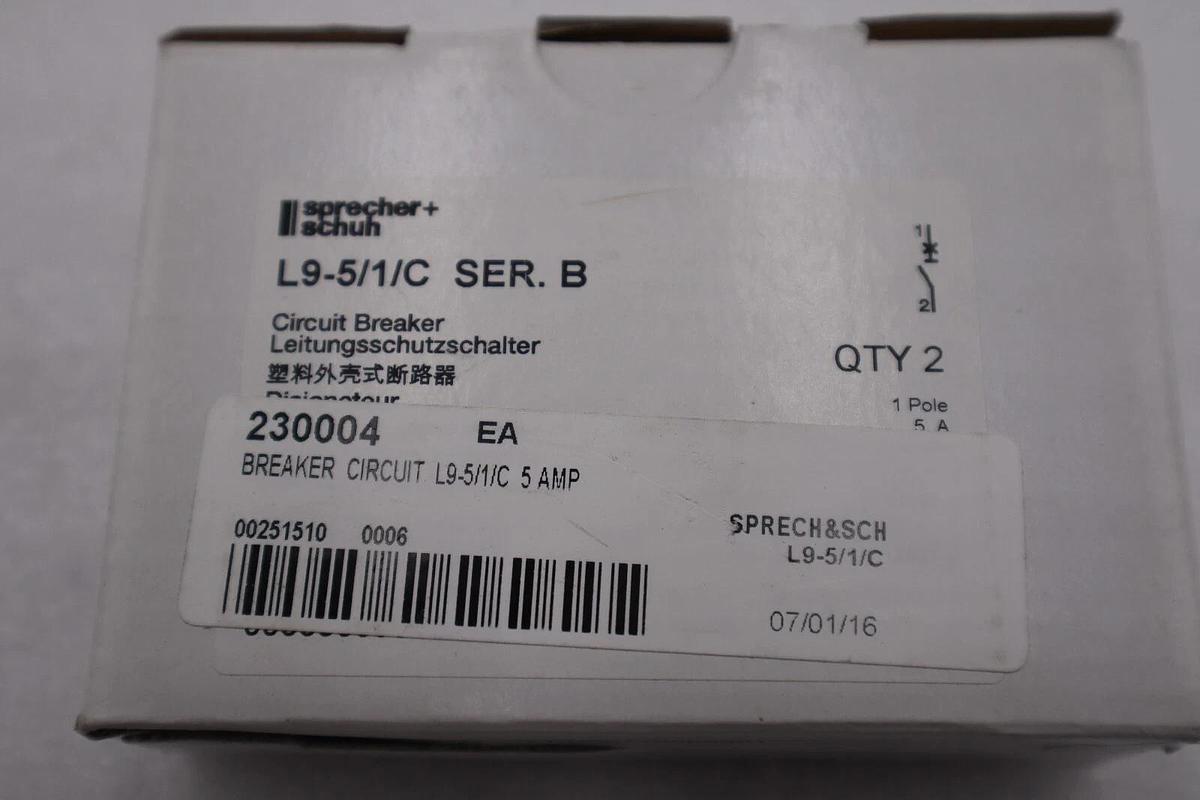 sprecher+
schuh
L9-5/1/C SER. B
1
2
Circuit Breaker
Leitungsschutzschalter
塑料外壳式断路器
Disjoncteur
QTY 2
1 Pole
5 A
230004 EA
BREAKER CIRCUIT L9-5/1/C 5 AMP
00251510 0006
SPRECH&SCH
L9-5/1/C
07/01/16